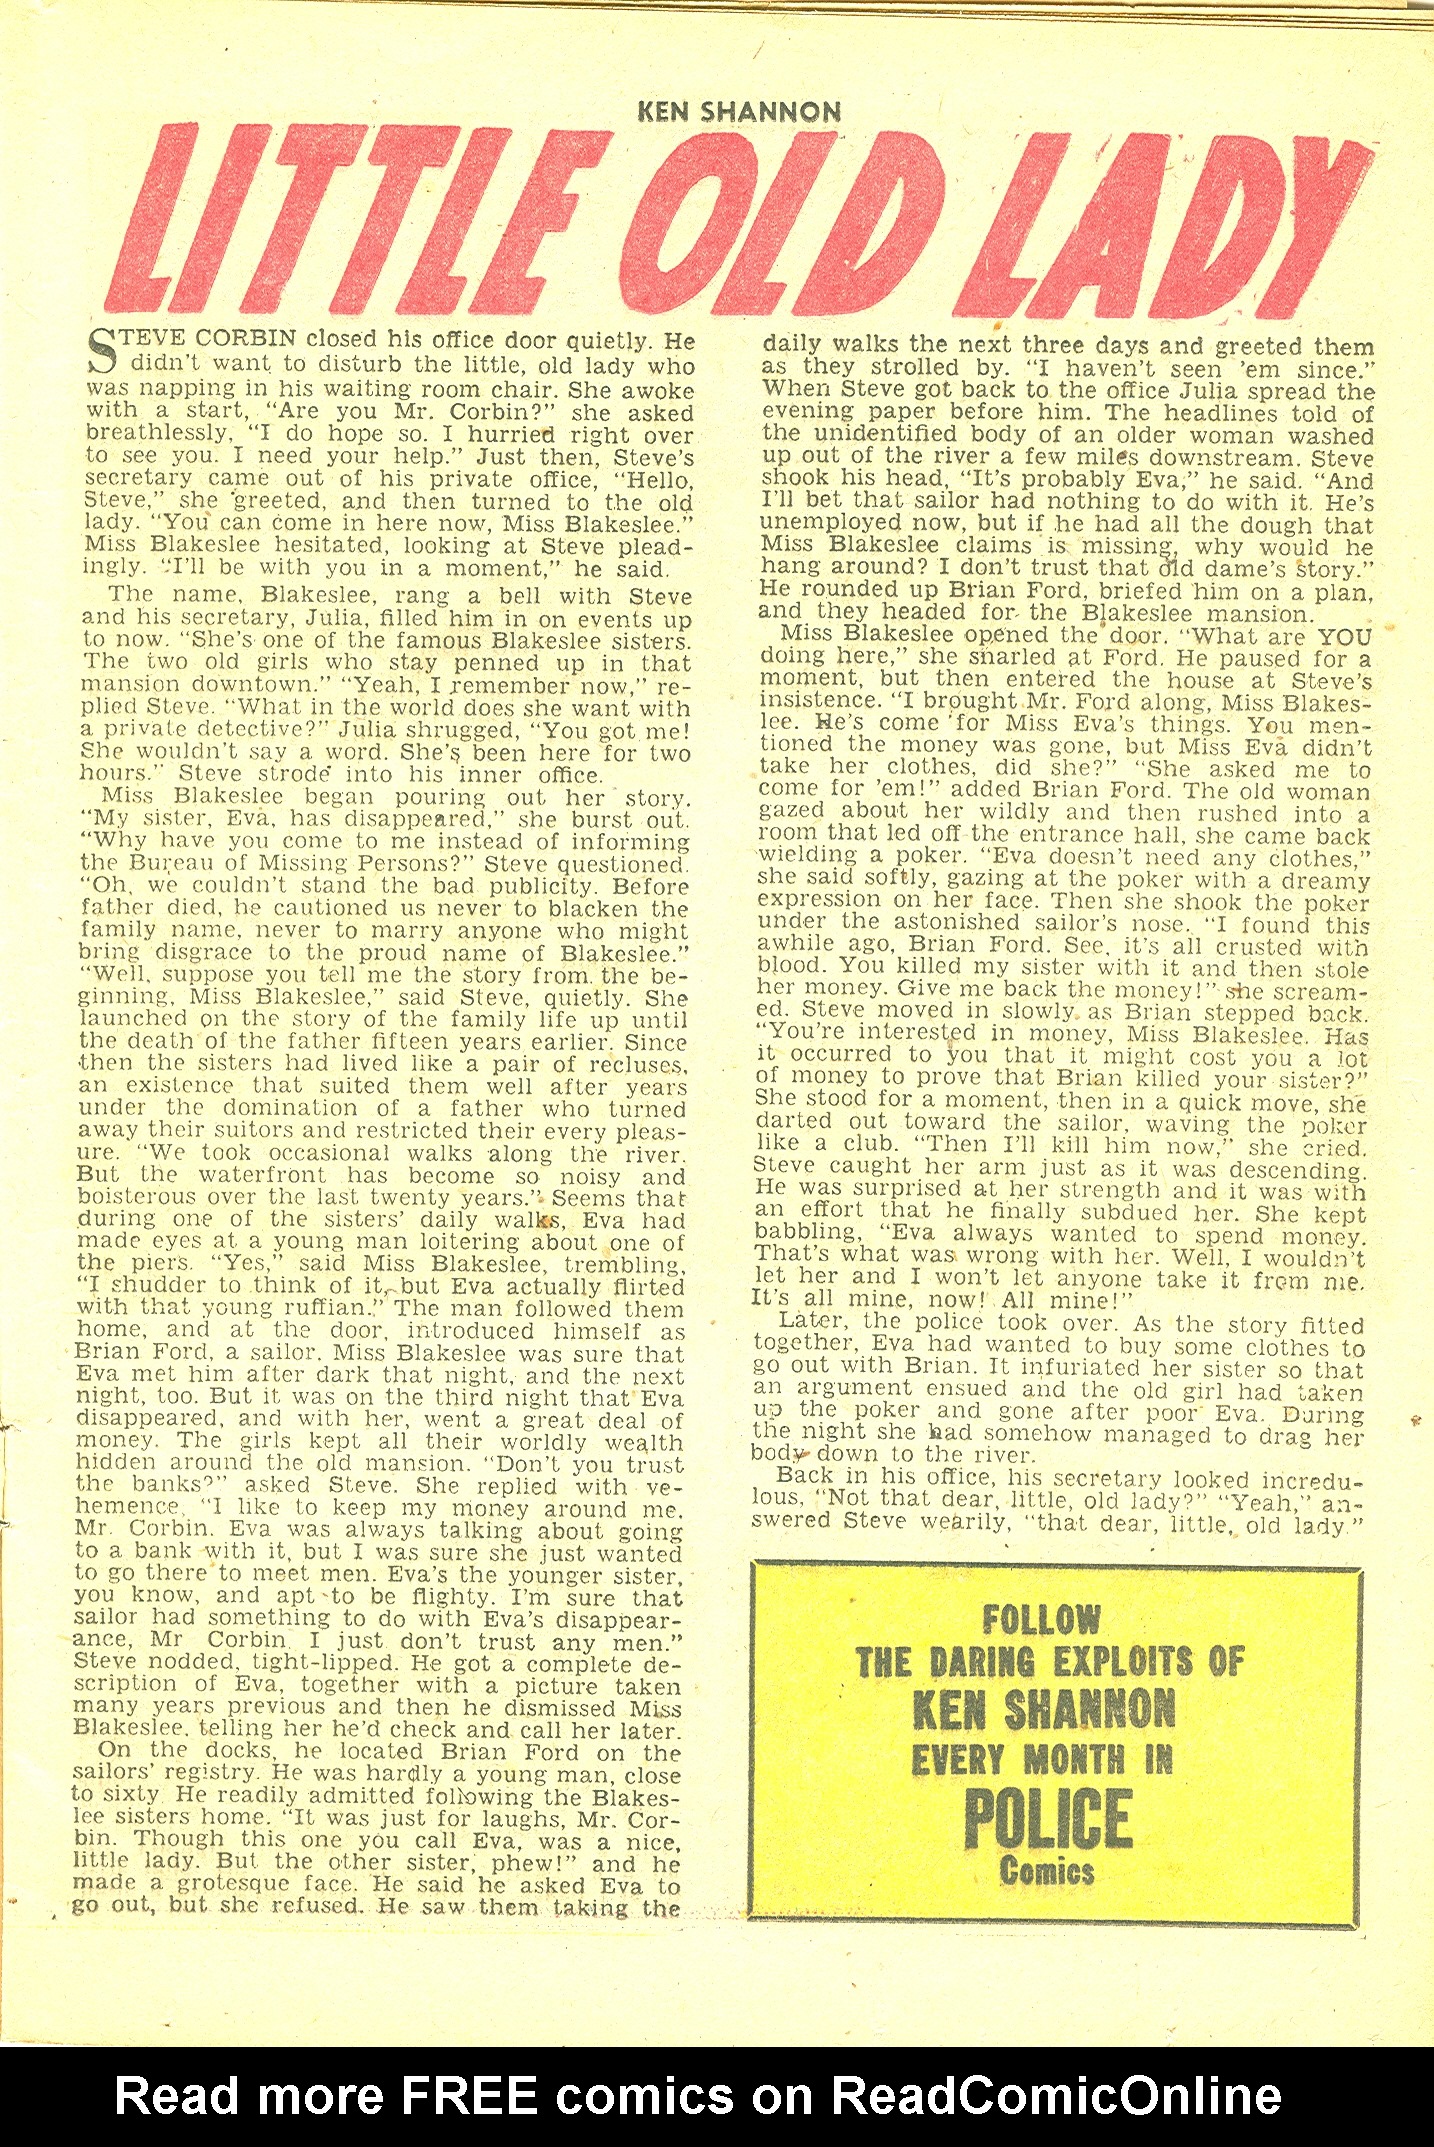 KEN SHANNON
LITTLE OLD LADY
STEVE CORBIN closed his office door quietly. He
didn't want to disturb the little, old lady who
was napping in his waiting room chair. She awoke
with a start, "Are you Mr. Corbin?" she asked
breathlessly, "I do hope so. I hurried right over
to see you. I need your help." Just then, Steve's
secretary came out of his private office, "Hello,
Steve," she greeted, and then turned to the old
lady. "You can come in here now, Miss Blakeslee."
Miss Blakeslee hesitated, looking at Steve plead-
ingly. "I'll be with you in a moment," he said.
The name, Blakeslee, rang a bell with Steve
and his secretary, Julia, filled him in on events up
to now. "She's one of the famous Blakeslee sisters.
The two old girls who stay penned up in that
mansion downtown." "Yeah, I remember now," re-
plied Steve. "What in the world does she want with
a private detective?" Julia shrugged, "You got me!
She wouldn't say a word. She's been here for two
hours." Steve strode into his inner office.
Miss Blakeslee began pouring out her story.
"My sister, Eva, has disappeared," she burst out.
"Why have you come to me instead of informing
the Bureau of Missing Persons?" Steve questioned.
"Oh, we couldn't stand the bad publicity. Before
father died, he cautioned us never to blacken the
family name, never to marry anyone who might
bring disgrace to the proud name of Blakeslee."
"Well, suppose you tell me the story from the be-
ginning, Miss Blakeslee," said Steve, quietly. She
launched on the story of the family life up until
the death of the father fifteen years earlier. Since
then the sisters had lived like a pair of recluses,
an existence that suited them well after years
under the domination of a father who turned
away their suitors and restricted their every pleas-
ure. "We took occasional walks along the river.
But the waterfront has become so noisy and
boisterous over the last twenty years." Seems that
during one of the sisters' daily walks, Eva had
made eyes at a young man loitering about one of
the piers. "Yes," said Miss Blakeslee, trembling,
"I shudder to think of it, but Eva actually flirted
with that young ruffian." The man followed them
home, and at the door, introduced himself as
Brian Ford, a sailor. Miss Blakeslee was sure that
Eva met him after dark that night, and the next
night, too. But it was on the third night that Eva
disappeared, and with her, went a great deal of
money. The girls kept all their worldly wealth
hidden around the old mansion. "Don't you trust
the banks?" asked Steve. She replied with ve-
hemence, "I like to keep my money around me,
Mr. Corbin. Eva was always talking about going
to a bank with it, but I was sure she just wanted
to go there to meet men. Eva's the younger sister,
you know, and apt to be flighty. I'm sure that
sailor had something to do with Eva's disappear-
ance, Mr Corbin. I just don't trust any men."
Steve nodded, tight-lipped. He got a complete de-
scription of Eva, together with a picture taken
many years previous and then he dismissed Miss
Blakeslee, telling her he'd check and call her later.
On the docks, he located Brian Ford on the
sailors' registry. He was hardly a young man, close
to sixty He readily admitted following the Blakes-
lee sisters home. "It was just for laughs, Mr. Cor-
bin. Though this one you call Eva, was a nice,
little lady. But the other sister, phew!" and he
made a grotesque face. He said he asked Eva to
go out, but she refused. He saw them taking the
daily walks the next three days and greeted them
as they strolled by. "I haven't seen 'em since."
When Steve got back to the office Julia spread the
evening paper before him. The headlines told of
the unidentified body of an older woman washed
up out of the river a few miles downstream. Steve
shook his head, "It's probably Eva," he said. "And
I'll bet that sailor had nothing to do with it. He's
unemployed now, but if he had all the dough that
Miss Blakeslee claims is missing, why would he
hang around? I don't trust that old dame's story."
He rounded up Brian Ford, briefed him on a plan,
and they headed for the Blakeslee mansion.
Miss Blakeslee opened the door. "What are YOU
doing here," she snarled at Ford. He paused for a
moment, but then entered the house at Steve's
insistence. "I brought Mr. Ford along, Miss Blakes-
lee. He's come for Miss Eva's things. You men-
tioned the money was gone, but Miss Eva didn't
take her clothes, did she?" "She asked me to
come for 'em!" added Brian Ford. The old woman
gazed about her wildly and then rushed into a
room that led off the entrance hall, she came back
wielding a poker. "Eva doesn't need any clothes,"
she said softly, gazing at the poker with a dreamy
expression on her face. Then she shook the poker
under the astonished sailor's nose. "I found this
awhile ago, Brian Ford. See, it's all crusted with
blood. You killed my sister with it and then stole
her money. Give me back the money!" she scream-
ed. Steve moved in slowly as Brian stepped back.
"You're interested in money, Miss Blakeslee. Has
it occurred to you that it might cost you a lot
of money to prove that Brian killed your sister?"
She stood for a moment, then in a quick move, she
darted out toward the sailor, waving the poker
like a club. "Then I'll kill him now," she cried.
Steve caught her arm just as it was descending.
He was surprised at her strength and it was with
an effort that he finally subdued her. She kept
babbling, "Eva always wanted to spend money.
That's what was wrong with her. Well, I wouldn't
let her and I won't let anyone take it from me.
It's all mine, now! All mine!"
Later, the police took over. As the story fitted
together, Eva had wanted to buy some clothes to
go out with Brian. It infuriated her sister so that
an argument ensued and the old girl had taken
up the poker and gone after poor Eva. During
the night she had somehow managed to drag her
body down to the river.
Back in his office, his secretary looked incredu-
lous, "Not that dear, little, old lady?" "Yeah," an-
swered Steve wearily, "that dear, little, old lady."
FOLLOW
THE DARING EXPLOITS OF
KEN SHANNON
EVERY MONTH IN
POLICE
Comics
Read more FREE comics on ReadComicOnline